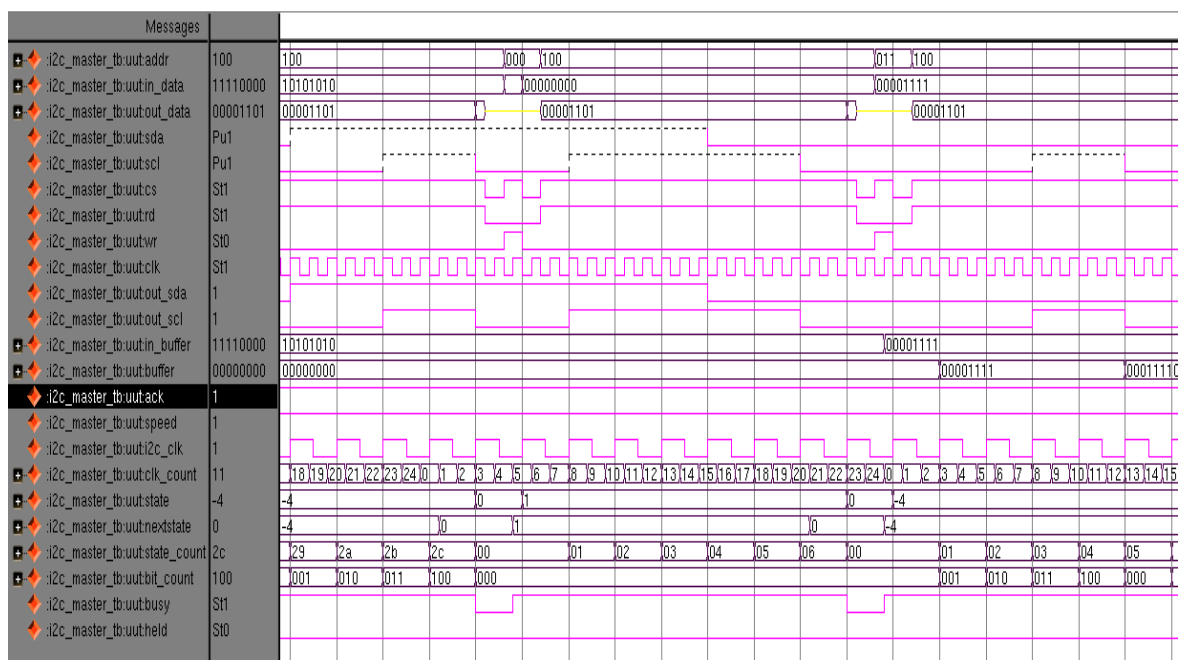 Messages
:i2c_master_tb:uut:addr 100 100 000 100 011 100
:i2c_master_tb:uut:in_data 11110000 10101010 00000000 00001111
:i2c_master_tb:uut:out_data 00001101 00001101 00001101 00001101
:i2c_master_tb:uut:sda Pu1
:i2c_master_tb:uut:scl Pu1
:i2c_master_tb:uut:cs St1
:i2c_master_tb:uut:rd St1
:i2c_master_tb:uut:wr St0
:i2c_master_tb:uut:clk St1
:i2c_master_tb:uut:out_sda 1
:i2c_master_tb:uut:out_scl 1
:i2c_master_tb:uut:in_buffer 11110000 10101010 00001111
:i2c_master_tb:uut:buffer 00000000 00000000 00001111 00011110
:i2c_master_tb:uut:ack 1
:i2c_master_tb:uut:speed 1
:i2c_master_tb:uut:i2c_clk 1
:i2c_master_tb:uut:clk_count 11 18 19 20 21 22 23 24 0 1 2 3 4 5 6 7 8 9 10 11 12 13 14 15 16 17 18 19 20 21 22 23 24 0 1 2 3 4 5 6 7 8 9 10 11 12 13 14 15
:i2c_master_tb:uut:state -4 -4 0 1 0 -4
:i2c_master_tb:uut:nextstate 0 -4 0 1 0 -4
:i2c_master_tb:uut:state_count 2c 29 2a 2b 2c 00 01 02 03 04 05 06 00 01 02 03 04 05
:i2c_master_tb:uut:bit_count 100 001 010 011 100 000 001 010 011 100 000
:i2c_master_tb:uut:busy St1
:i2c_master_tb:uut:held St0